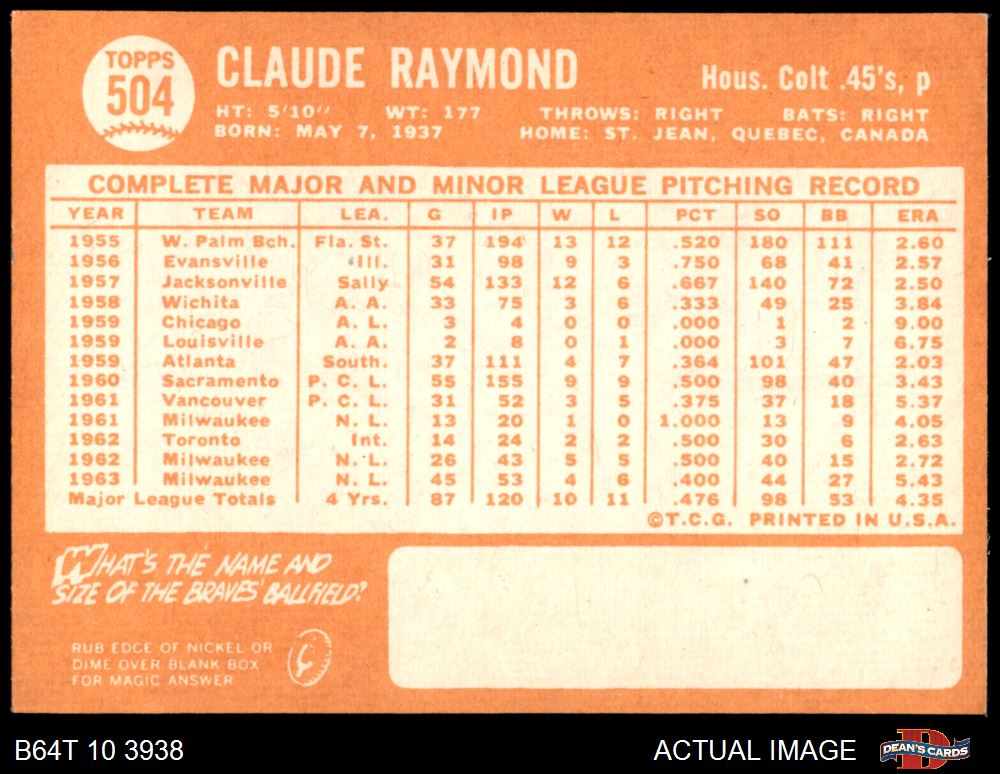 TOPPS
504
CLAUDE RAYMOND
Hous. Colt .45's, p
HT: 5'10" WT: 177 THROWS: RIGHT BATS: RIGHT
BORN: MAY 7, 1937 HOME: ST. JEAN, QUEBEC, CANADA
COMPLETE MAJOR AND MINOR LEAGUE PITCHING RECORD
YEAR TEAM LEA. G IP W L PCT SO BB ERA
1955 W. Palm Bch. Fla. St. 37 194 13 12 .520 180 111 2.60
1956 Evansville Ill. 31 98 9 3 .750 68 41 2.57
1957 Jacksonville Sally 54 133 12 6 .667 140 72 2.50
1958 Wichita A. A. 33 75 3 6 .333 49 25 3.84
1959 Chicago A. L. 3 4 0 0 .000 1 2 9.00
1959 Louisville A. A. 2 8 0 1 .000 3 7 6.75
1959 Atlanta South. 37 111 4 7 .364 101 47 2.03
1960 Sacramento P. C. L. 55 155 9 9 .500 98 40 3.43
1961 Vancouver P. C. L. 31 52 3 5 .375 37 18 5.37
1961 Milwaukee N. L. 13 20 1 0 1.000 13 9 4.05
1962 Toronto Int. 14 24 2 2 .500 30 6 2.63
1962 Milwaukee N. L. 26 43 5 5 .500 40 15 2.72
1963 Milwaukee N. L. 45 53 4 6 .400 44 27 5.43
Major League Totals 4 Yrs. 87 120 10 11 .476 98 53 4.35
©T.C.G. PRINTED IN U.S.A.
WHAT'S THE NAME AND
SIZE OF THE BRAVES' BALLFIELD?
RUB EDGE OF NICKEL OR
DIME OVER BLANK BOX
FOR MAGIC ANSWER
B64T 10 3938
ACTUAL IMAGE
DEAN'S CARDS